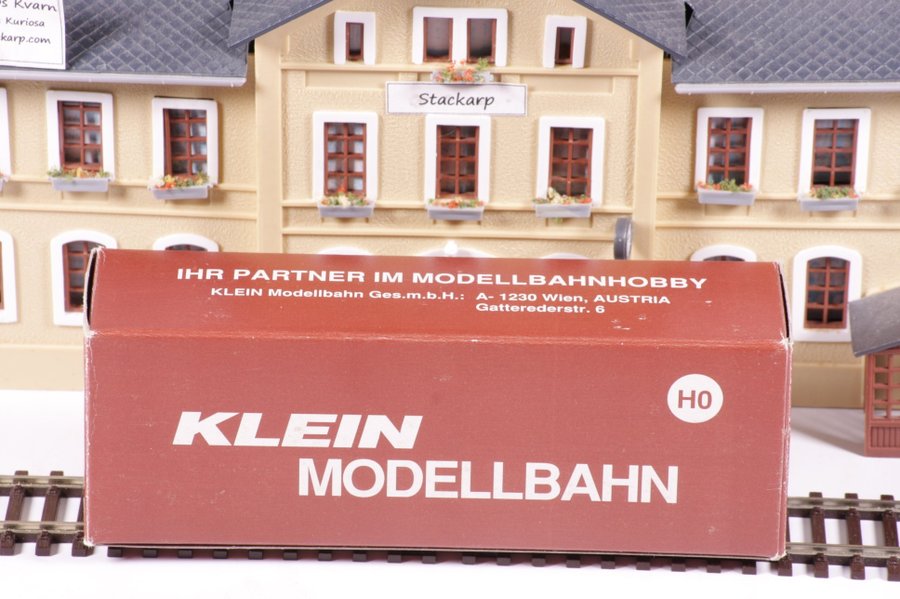 s Kvarn
Kuriosa
karp.com
Stackarp
IHR PARTNER IM MODELLBAHNHOBBY
KLEIN Modellbahn Ges.m.b.H.: A- 1230 Wien, AUSTRIA
Gatterederstr. 6
H0
KLEIN
MODELLBAHN